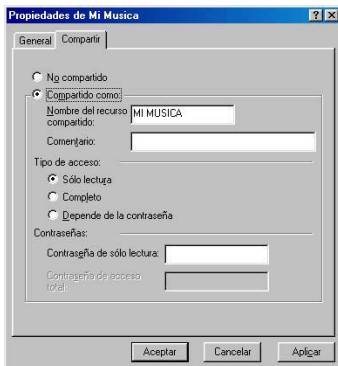 Propiedades de Mi Musica
General Compartir
No compartido
Compartido como:
Nombre del recurso compartido: MI MUSICA
Comentario:
Tipo de acceso:
Sólo lectura
Completo
Depende de la contraseña
Contraseñas:
Contraseña de sólo lectura:
Contraseña de acceso total:
Aceptar Cancelar Aplicar